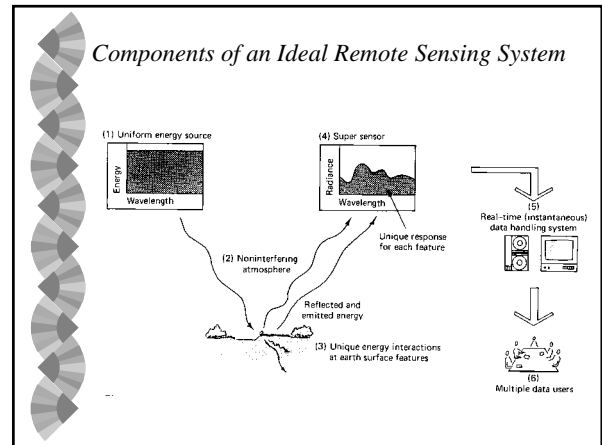 Components of an Ideal Remote Sensing System
(1) Uniform energy source
Energy
Wavelength
(2) Noninterfering
atmosphere
Reflected and
emitted energy
(3) Unique energy interactions
at earth surface features
(4) Super sensor
Radiance
Wavelength
Unique response
for each feature
(5)
Real-time (instantaneous)
data handling system
(6)
Multiple data users